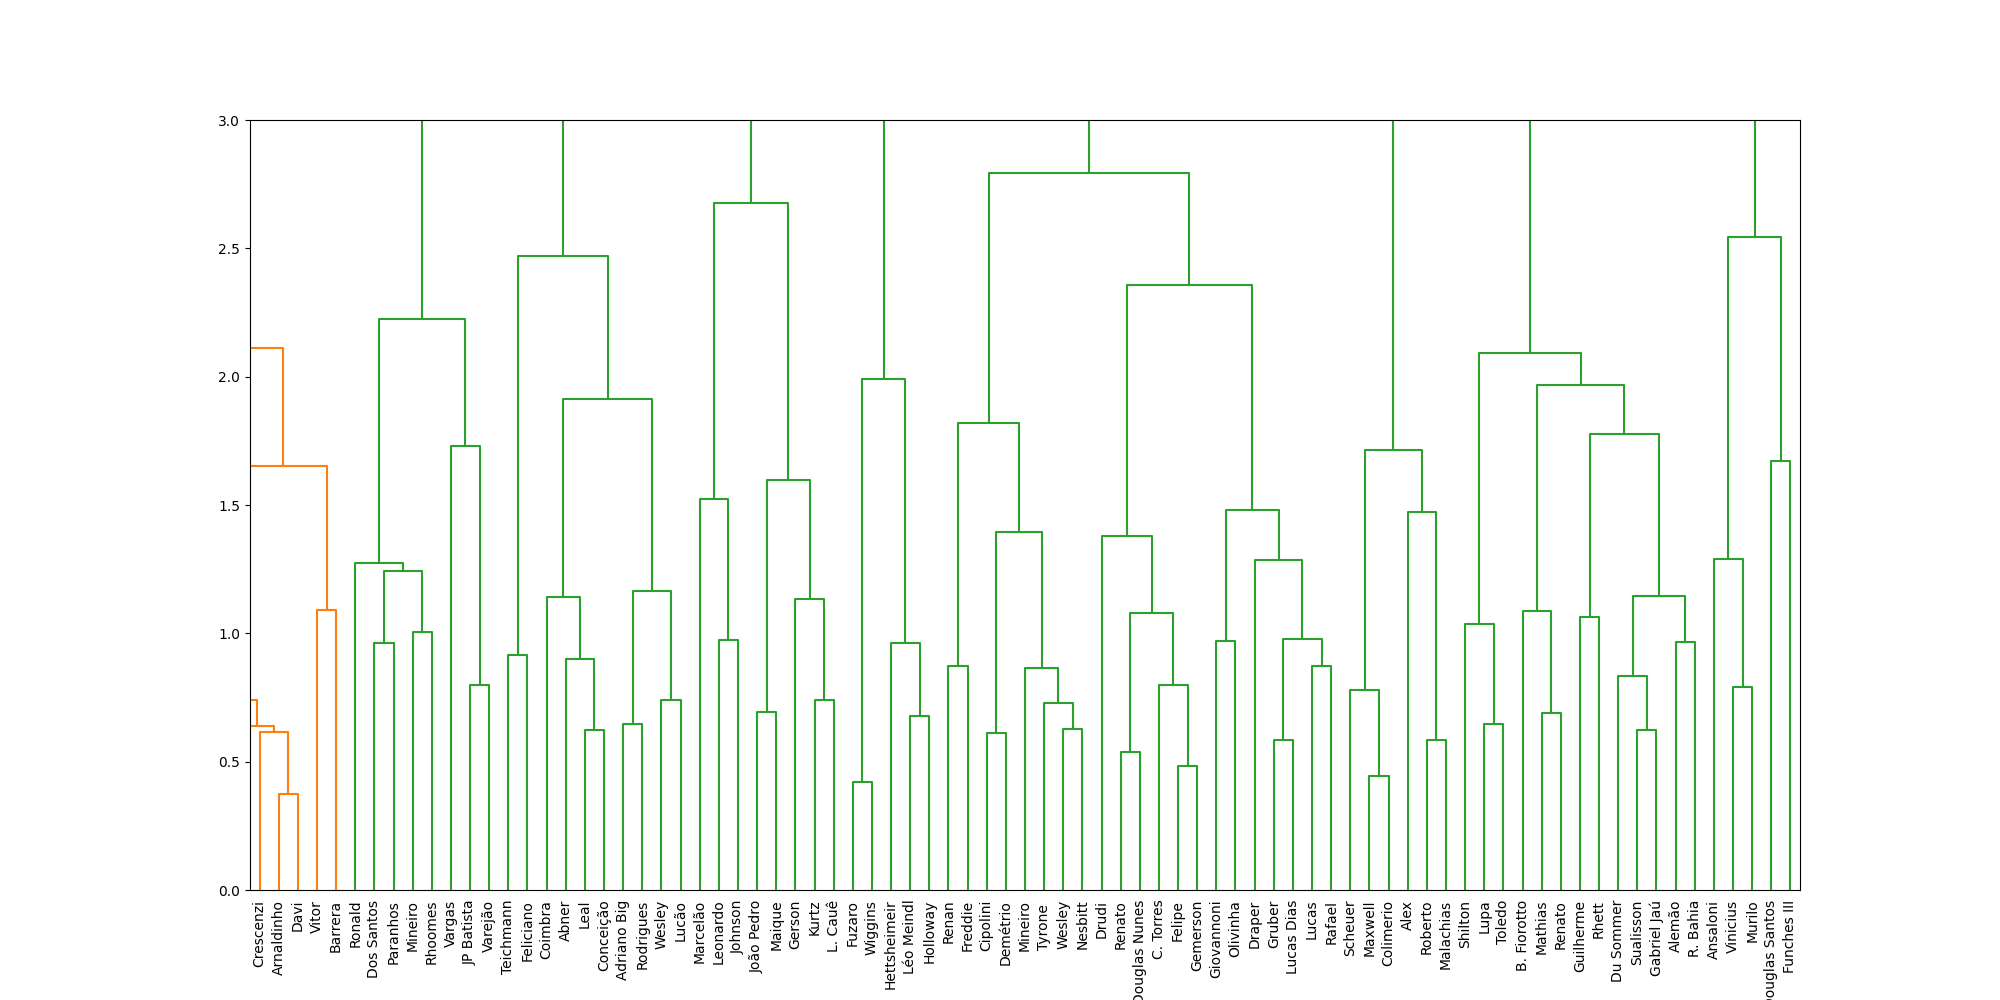 3.0
2.5
2.0
1.5
1.0
0.5
0.0
Crescenzi
Arnaldinho
Davi
Vitor
Barrera
Ronald
Dos Santos
Paranhos
Mineiro
Rhoomes
Vargas
JP Batista
Varejão
Teichmann
Feliciano
Coimbra
Abner
Leal
Conceição
Adriano Big
Rodrigues
Wesley
Lucão
Marcelão
Leonardo
Johnson
João Pedro
Maique
Gerson
Kurtz
L. Cauê
Fuzaro
Wiggins
Hettsheimeir
Léo Meindl
Holloway
Renan
Freddie
Cipolini
Demétrio
Mineiro
Tyrone
Wesley
Nesbitt
Drudi
Renato
Douglas Nunes
C. Torres
Felipe
Gemerson
Giovannoni
Olivinha
Draper
Gruber
Lucas Dias
Lucas
Rafael
Scheuer
Maxwell
Colimerio
Alex
Roberto
Malachias
Shilton
Lupa
Toledo
B. Fiorotto
Mathias
Renato
Guilherme
Rhett
Du Sommer
Sualisson
Gabriel Jaú
Alemão
R. Bahia
Ansaloni
Vinicius
Murilo
ouglas Santos
Funches III